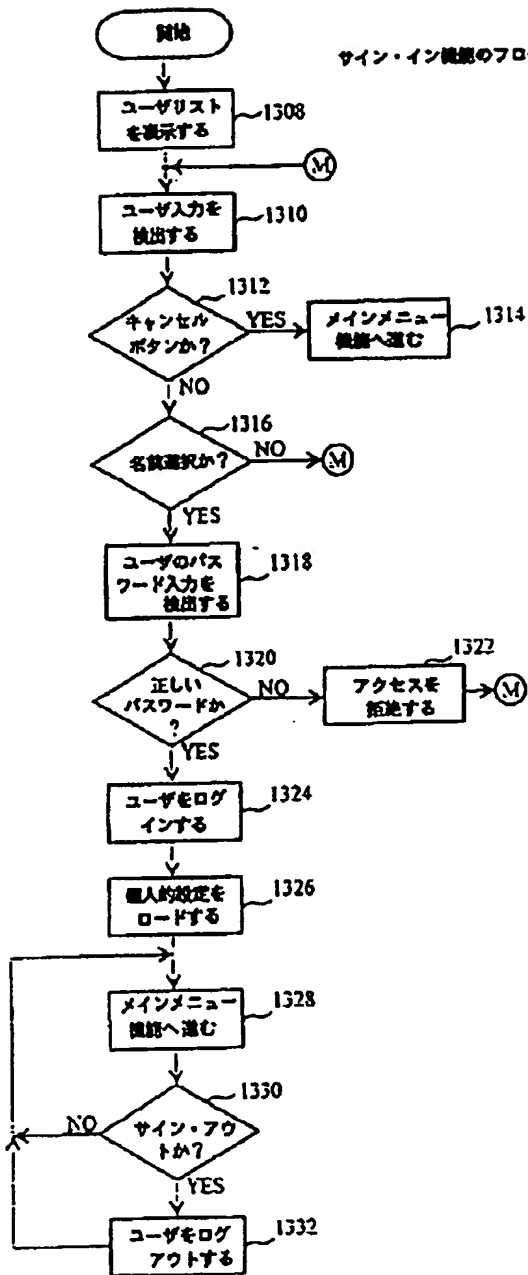 開始
サイン・イン機能のフロ
ユーザリスト
を表示する
1308
M
ユーザ入力を
検出する
1310
1312
キャンセル
ボタンか?
YES
メインメニュー
機能へ進む
1314
NO
1316
名前選択か?
NO
M
YES
ユーザのパス
ワード入力を
検出する
1318
1320
正しい
パスワードか
?
NO
1322
アクセスを
拒絶する
M
YES
ユーザをログ
インする
1324
個人的設定を
ロードする
1326
メインメニュー
機能へ進む
1328
1330
サイン・アウ
トか?
NO
YES
ユーザをログ
アウトする
1332